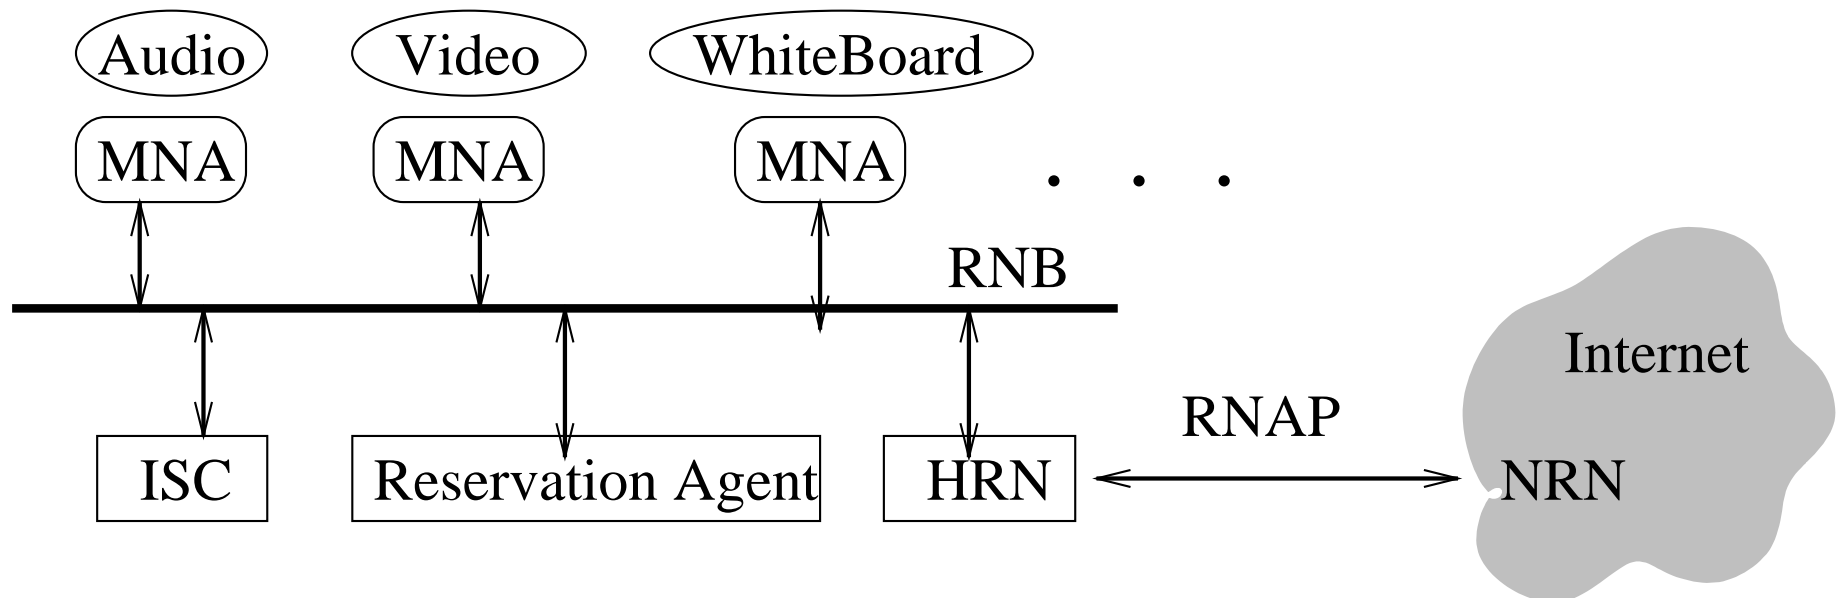 Audio Video WhiteBoard
MNA MNA MNA . . .
RNB
Internet
RNAP
ISC Reservation Agent HRN NRN